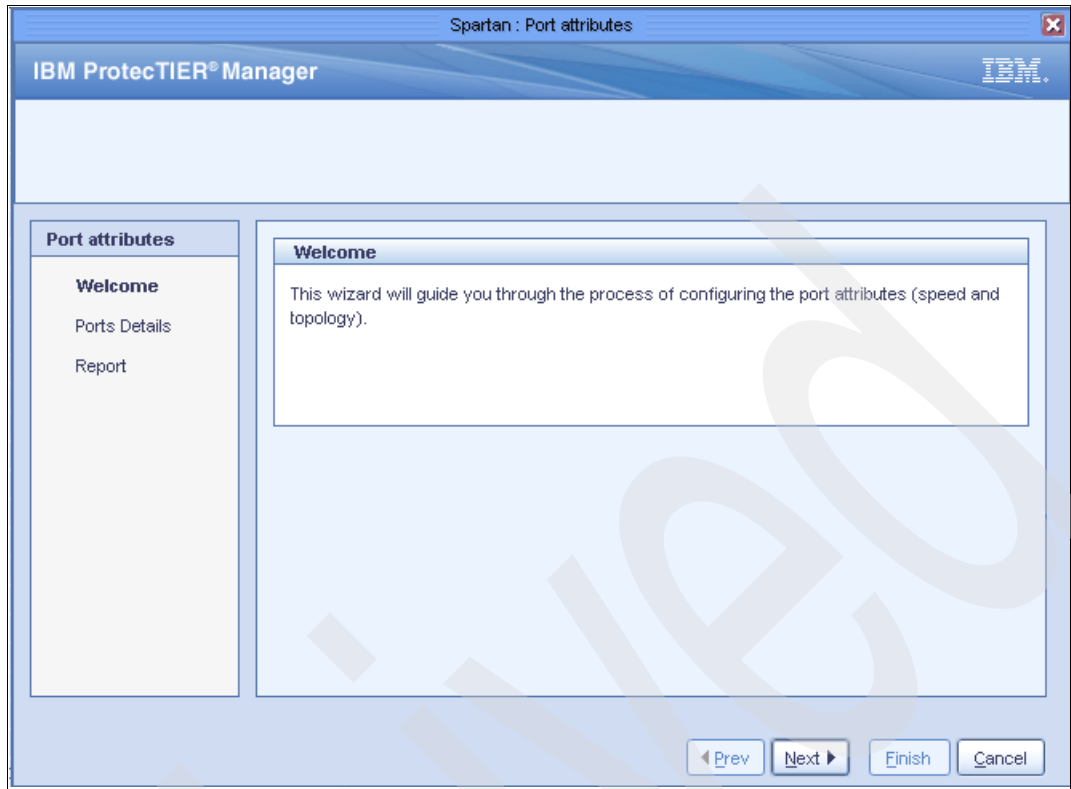 Spartan : Port attributes
IBM ProtecTIER® Manager
IBM.
Port attributes
Welcome
Ports Details
Report
Welcome
This wizard will guide you through the process of configuring the port attributes (speed and
topology).
Prev
Next
Finish
Cancel